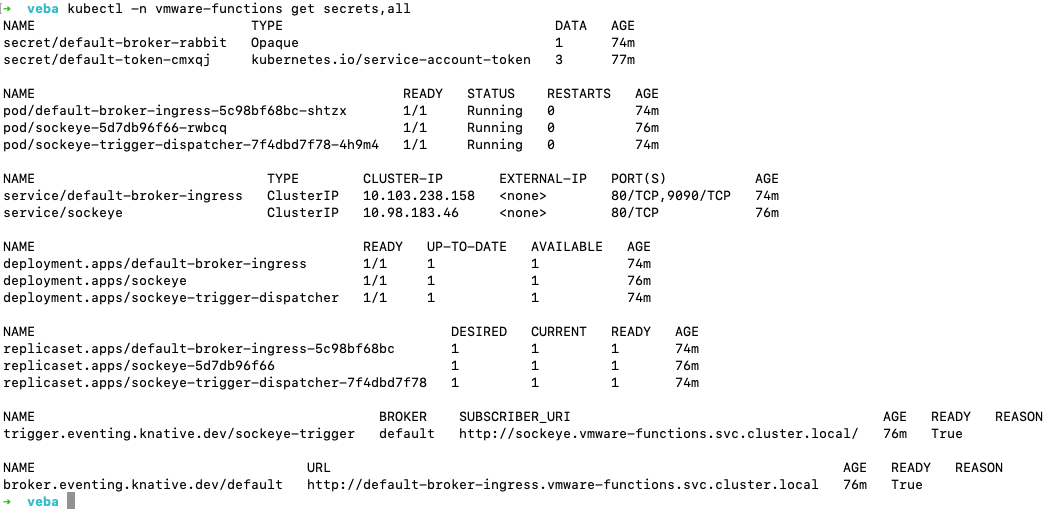 → veba kubectl -n vmware-functions get secrets,all
NAME TYPE DATA AGE
secret/default-broker-rabbit Opaque 1 74m
secret/default-token-cmxqj kubernetes.io/service-account-token 3 77m
NAME READY STATUS RESTARTS AGE
pod/default-broker-ingress-5c98bf68bc-shtzx 1/1 Running 0 74m
pod/sockeye-5d7db96f66-rwbcq 1/1 Running 0 76m
pod/sockeye-trigger-dispatcher-7f4dbd7f78-4h9m4 1/1 Running 0 74m
NAME TYPE CLUSTER-IP EXTERNAL-IP PORT(S) AGE
service/default-broker-ingress ClusterIP 10.103.238.158 <none> 80/TCP,9090/TCP 74m
service/sockeye ClusterIP 10.98.183.46 <none> 80/TCP 76m
NAME READY UP-TO-DATE AVAILABLE AGE
deployment.apps/default-broker-ingress 1/1 1 1 74m
deployment.apps/sockeye 1/1 1 1 76m
deployment.apps/sockeye-trigger-dispatcher 1/1 1 1 74m
NAME DESIRED CURRENT READY AGE
replicaset.apps/default-broker-ingress-5c98bf68bc 1 1 1 74m
replicaset.apps/sockeye-5d7db96f66 1 1 1 76m
replicaset.apps/sockeye-trigger-dispatcher-7f4dbd7f78 1 1 1 74m
NAME BROKER SUBSCRIBER_URI AGE READY REASON
trigger.eventing.knative.dev/sockeye-trigger default http://sockeye.vmware-functions.svc.cluster.local/ 76m True
NAME URL AGE READY REASON
broker.eventing.knative.dev/default http://default-broker-ingress.vmware-functions.svc.cluster.local 76m True
→ veba